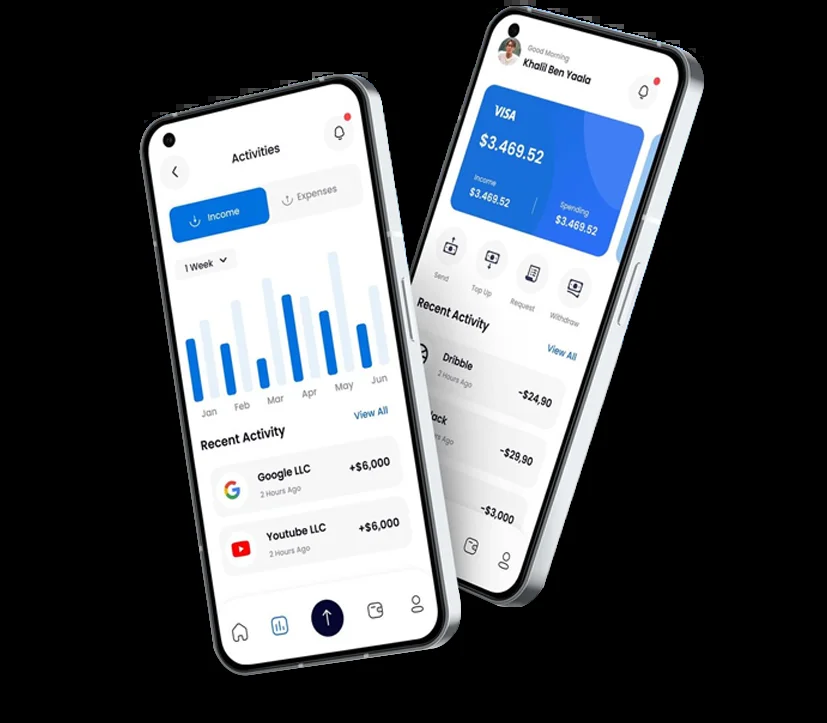 Activities
Income
Expenses
1 Week
Jan
Feb
Mar
Apr
May
Jun
Recent Activity
View All
Google LLC
2 Hours Ago
+$6,000
Youtube LLC
2 Hours Ago
+$6,000
Good Morning
Khalil Ben Yaala
VISA
$3.469.52
Income
$3.469.52
Spending
$3.469.52
Send
Top Up
Request
Withdraw
Recent Activity
View All
Dribble
2 Hours Ago
-$24,90
Ago
-$29,90
-$3,000